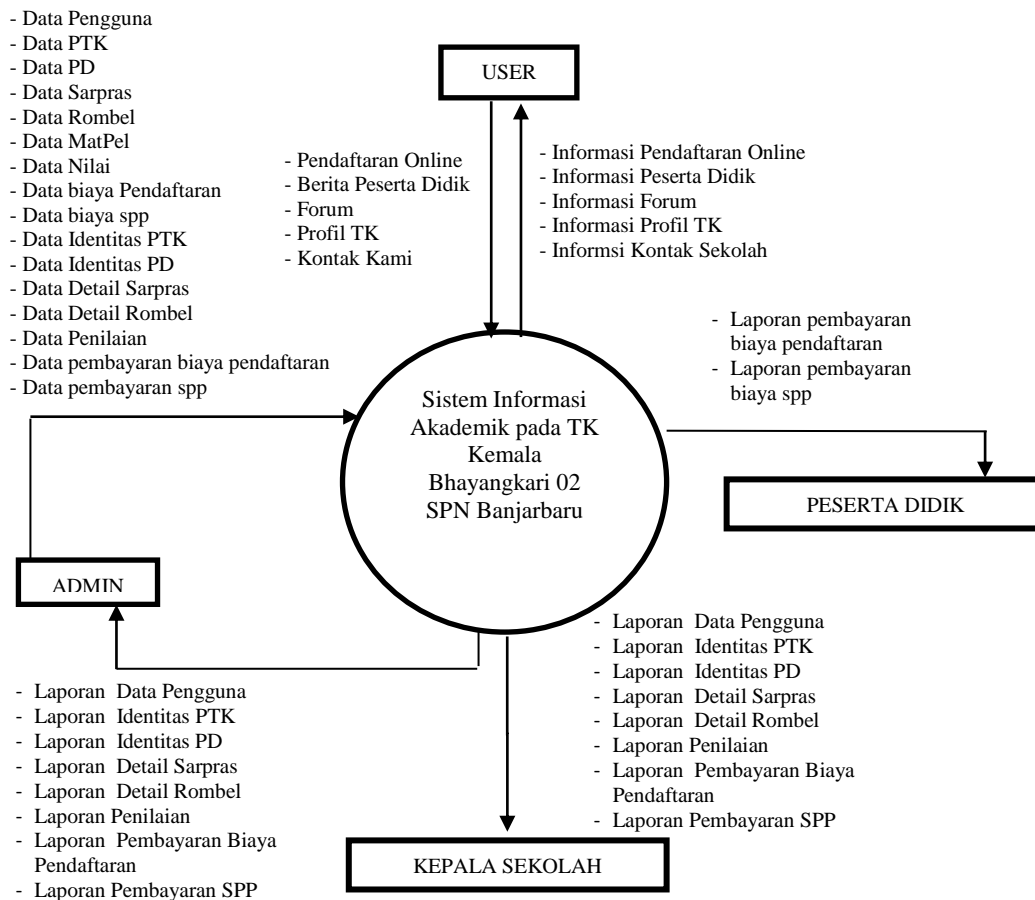 - Data Pengguna
- Data PTK
- Data PD
- Data Sarpras
- Data Rombel
- Data MatPel
- Data Nilai
- Data biaya Pendaftaran
- Data biaya spp
- Data Identitas PTK
- Data Identitas PD
- Data Detail Sarpras
- Data Detail Rombel
- Data Penilaian
- Data pembayaran biaya pendaftaran
- Data pembayaran spp
USER
- Pendaftaran Online
- Berita Peserta Didik
- Forum
- Profil TK
- Kontak Kami
- Informasi Pendaftaran Online
- Informasi Peserta Didik
- Informasi Forum
- Informasi Profil TK
- Informsi Kontak Sekolah
- Laporan pembayaran
biaya pendaftaran
- Laporan pembayaran
biaya spp
Sistem Informasi
Akademik pada TK
Kemala
Bhayangkari 02
SPN Banjarbaru
PESERTA DIDIK
ADMIN
- Laporan Data Pengguna
- Laporan Identitas PTK
- Laporan Identitas PD
- Laporan Detail Sarpras
- Laporan Detail Rombel
- Laporan Penilaian
- Laporan Pembayaran Biaya
Pendaftaran
- Laporan Pembayaran SPP
- Laporan Data Pengguna
- Laporan Identitas PTK
- Laporan Identitas PD
- Laporan Detail Sarpras
- Laporan Detail Rombel
- Laporan Penilaian
- Laporan Pembayaran Biaya
Pendaftaran
- Laporan Pembayaran SPP
KEPALA SEKOLAH